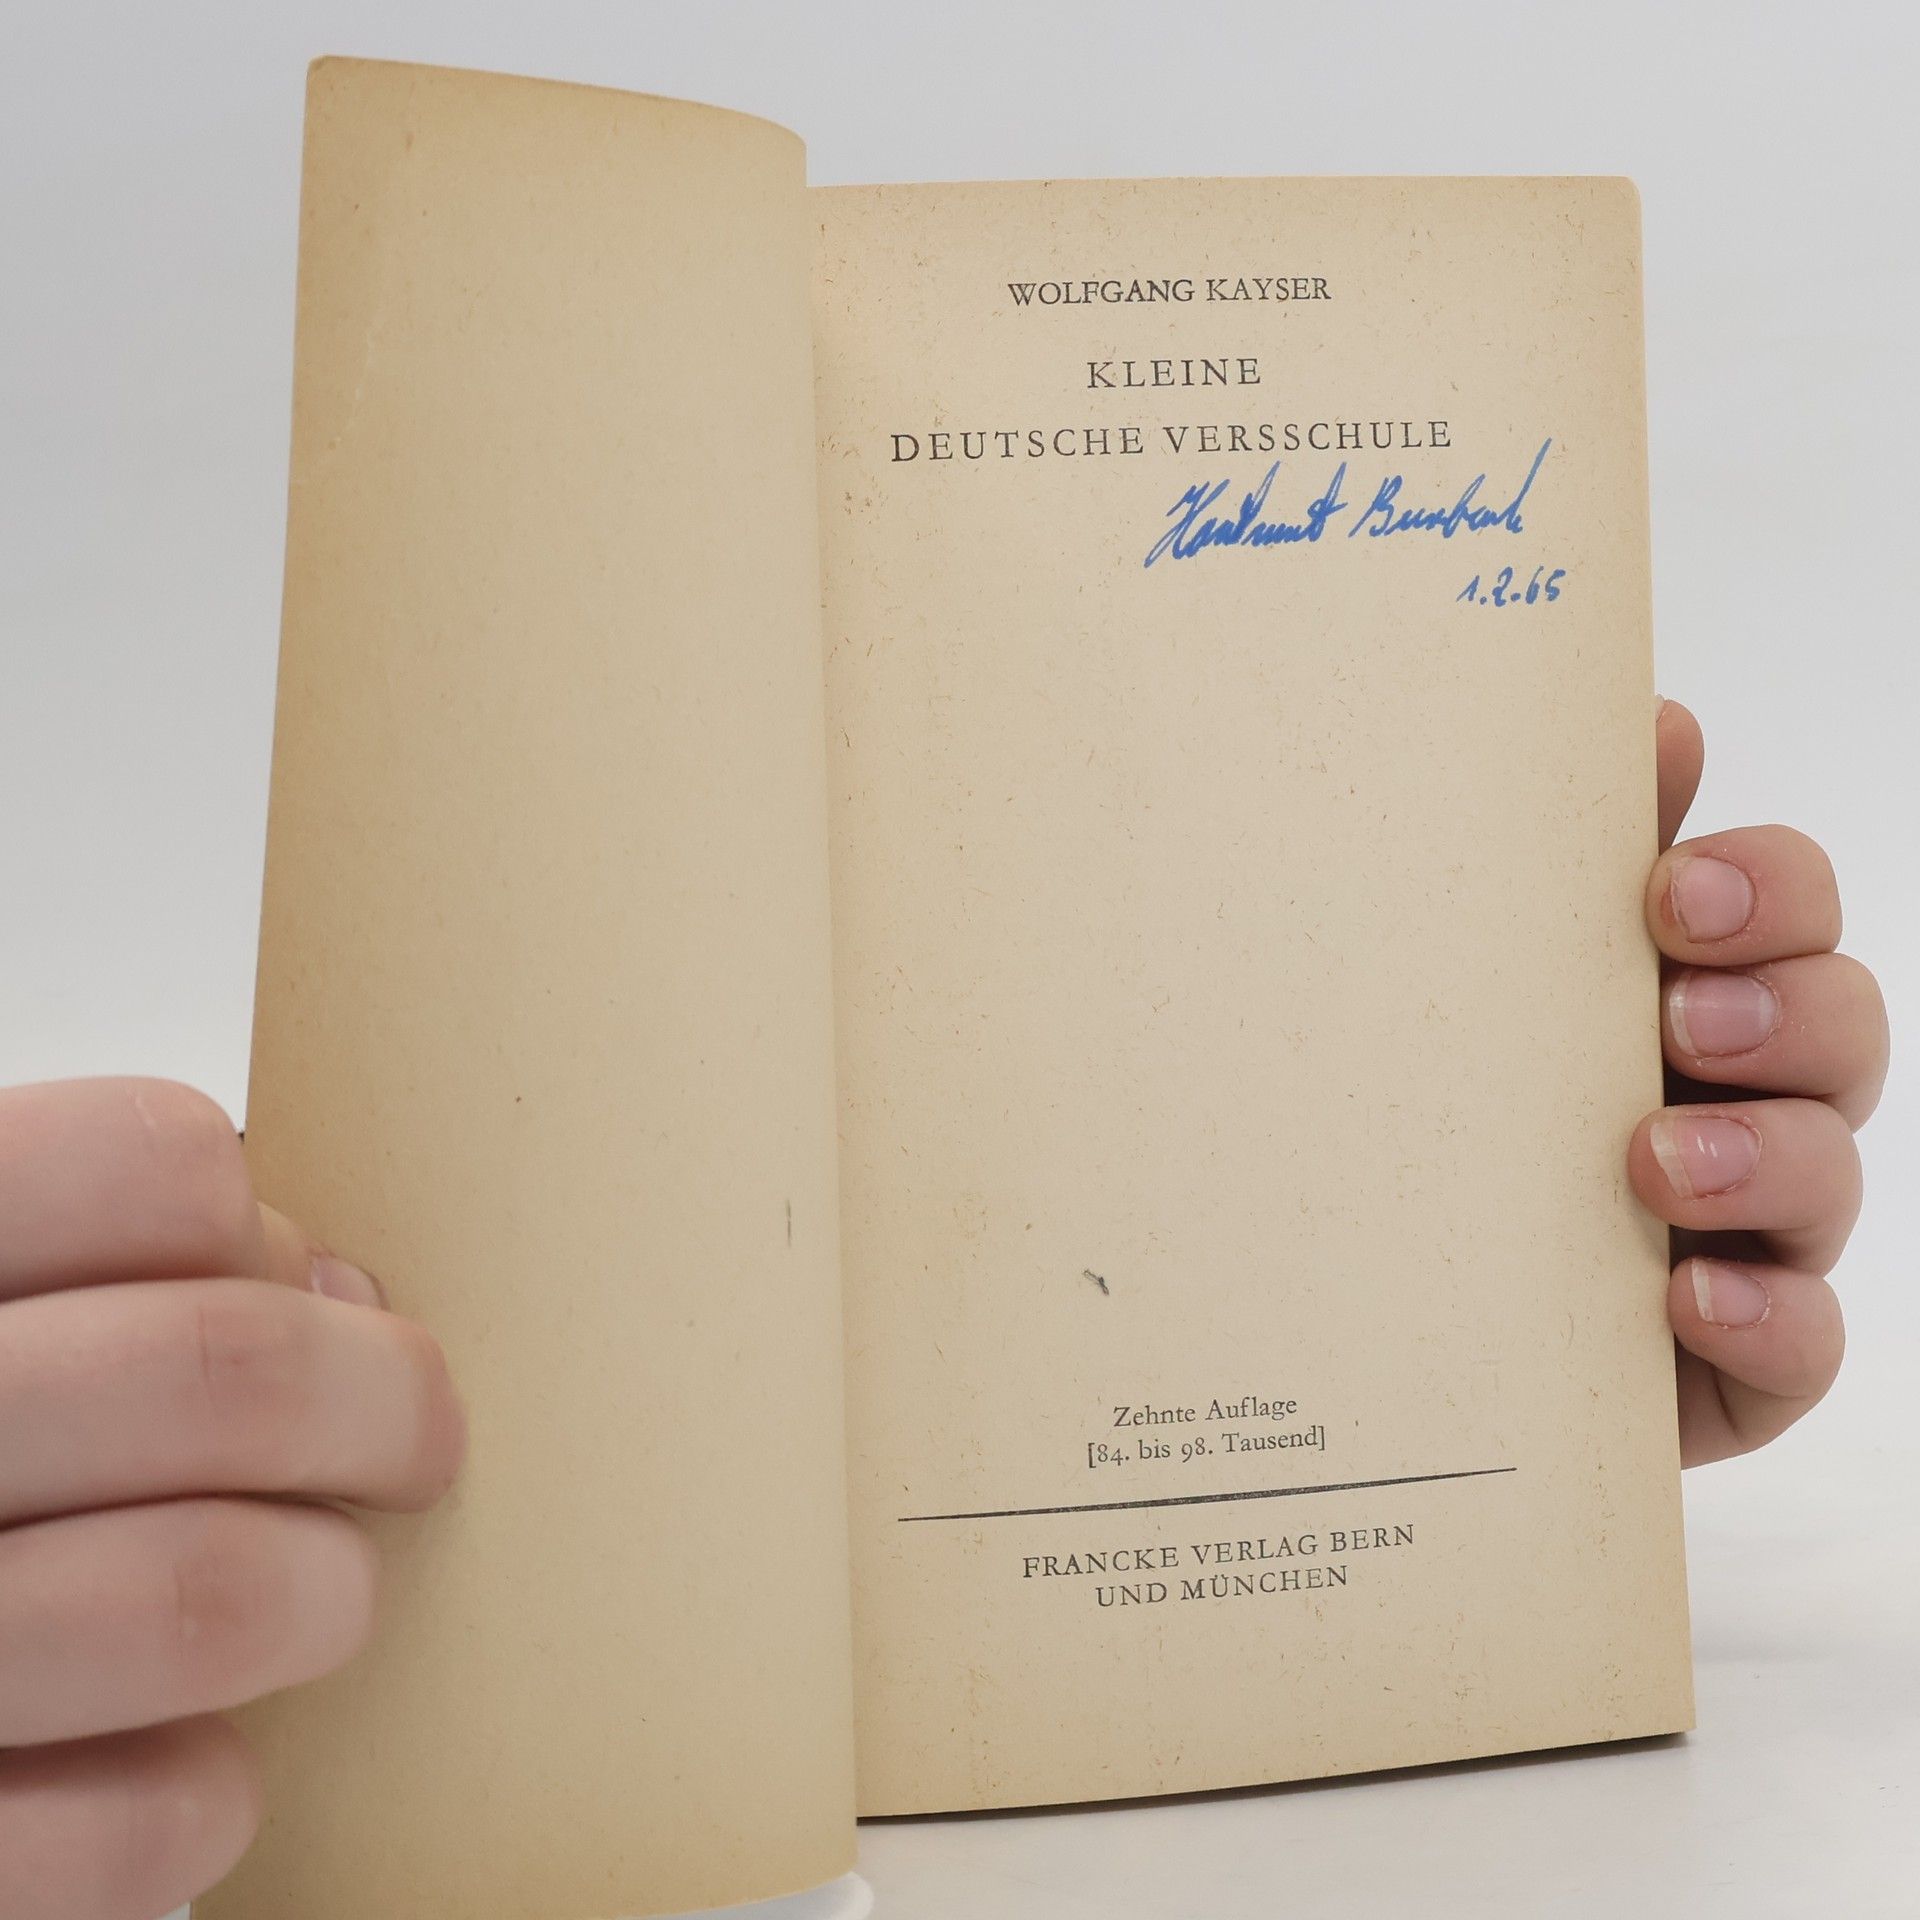 WOLFGANG KAYSER
KLEINE
DEUTSCHE VERSSCHULE
Hartmut
1.2.65
Zehnte Auflage
[84. bis 98. Tausend]
FRANCKE VERLAG BERN
UND MÜNCHEN